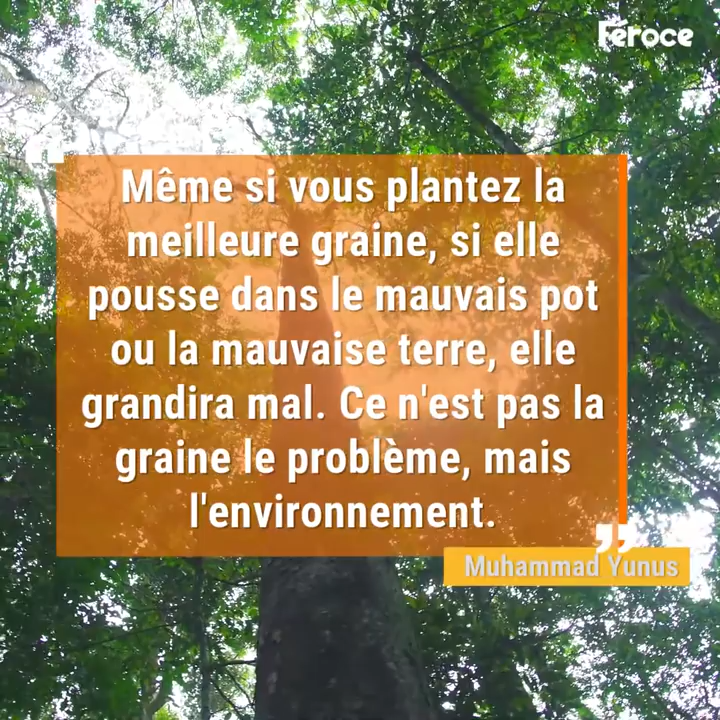 Féroce
Même si vous plantez la
meilleure graine, si elle
pousse dans le mauvais pot
ou la mauvaise terre, elle
grandira mal. Ce n'est pas la
graine le problème, mais
l'environnement.
Muhammad Yunus